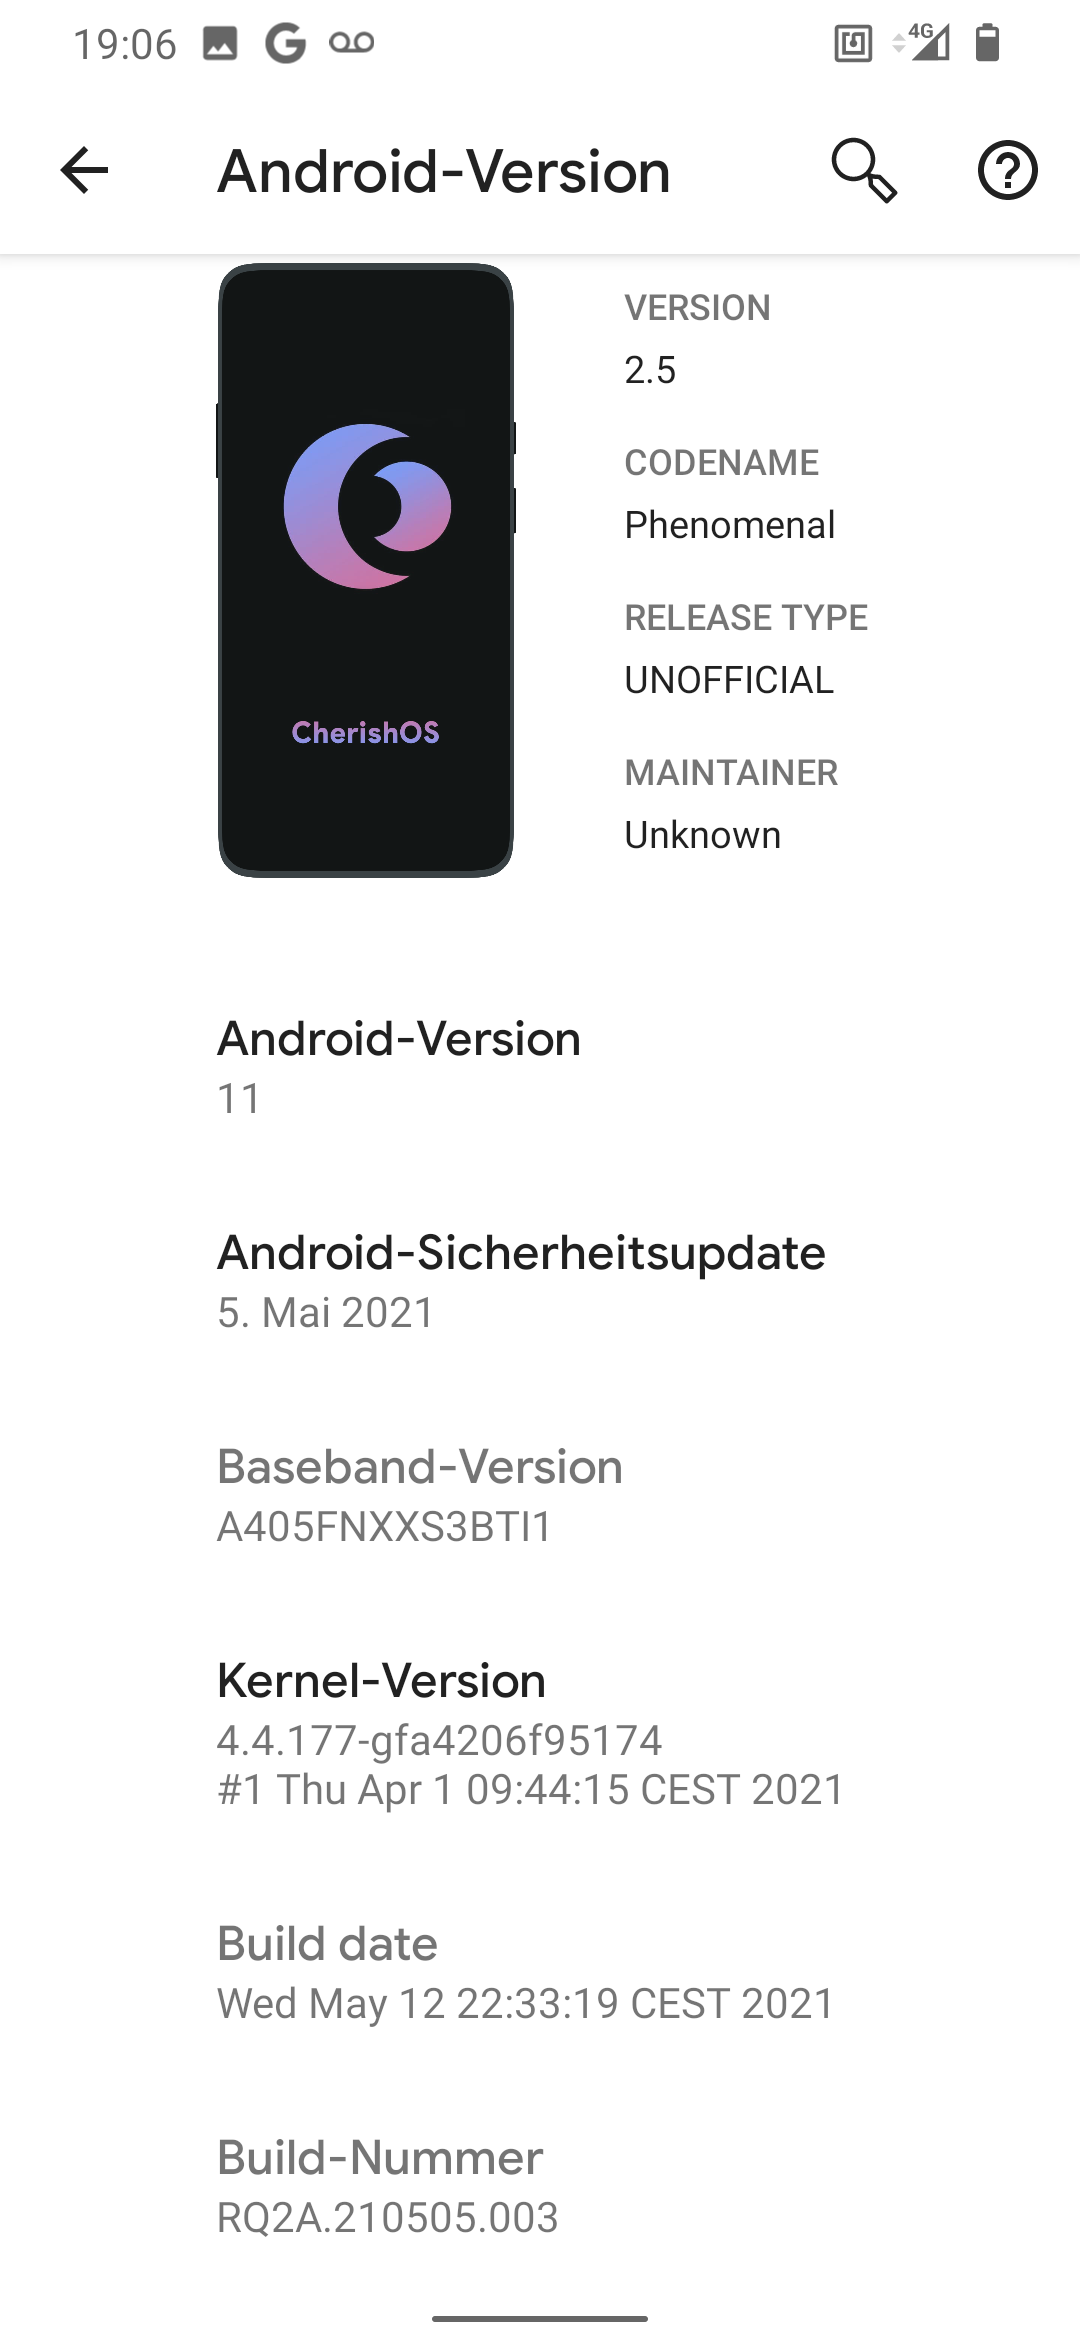 19:06
4G
Android-Version
VERSION
2.5
CODENAME
Phenomenal
RELEASE TYPE
UNOFFICIAL
MAINTAINER
Unknown
CherishOS
Android-Version
11
Android-Sicherheitsupdate
5. Mai 2021
Baseband-Version
A405FNXXS3BTI1
Kernel-Version
4.4.177-gfa4206f95174
#1 Thu Apr 1 09:44:15 CEST 2021
Build date
Wed May 12 22:33:19 CEST 2021
Build-Nummer
RQ2A.210505.003